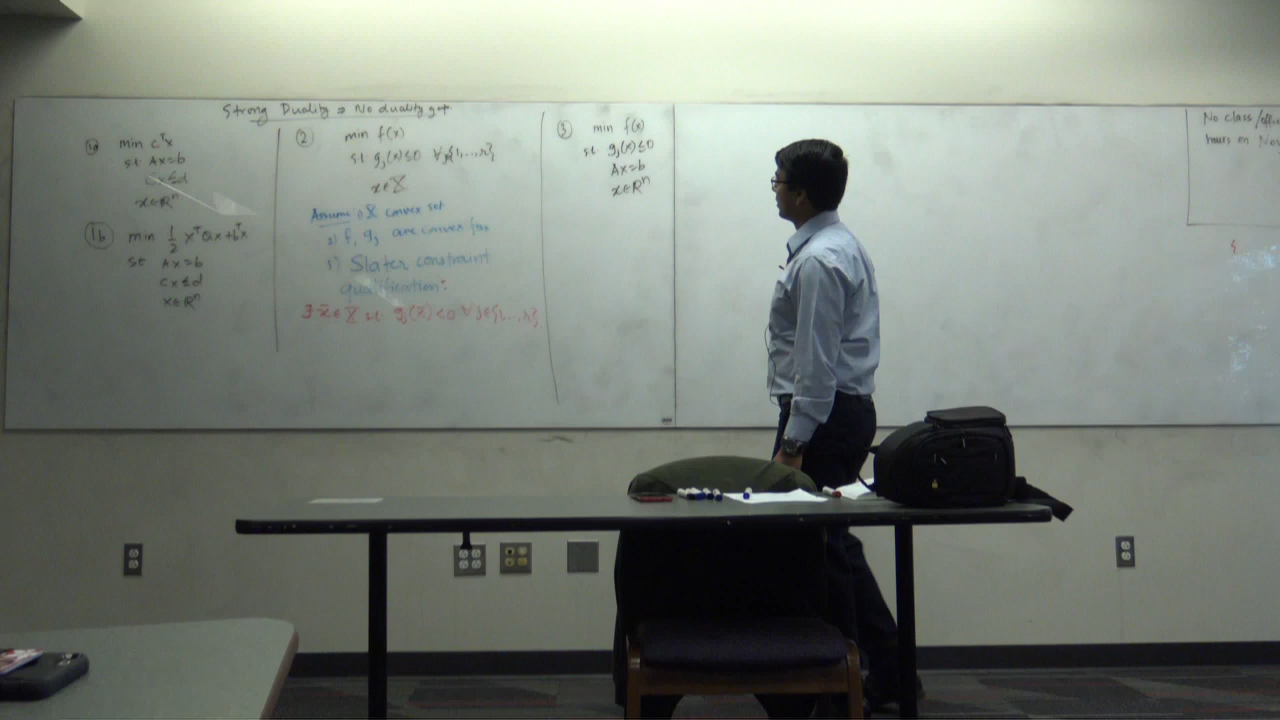 Strong Duality ⇒ No duality gap
1a min cᵀx
st Ax=b
Cx≤d
x∈ℝⁿ
1b min 1/2 xᵀQx+bᵀx
st Ax=b
Cx≤d
x∈ℝⁿ
2 min f(x)
st gⱼ(x)≤0 ∀j∈{1,...,r}
x∈X
Assume: 1) X convex set
2) f, gⱼ are convex fns
3) Slater constraint
qualification:
∃ x̄∈X st gⱼ(x̄)<0 ∀j∈{1,...,r}
3 min f(x)
st gⱼ(x)≤0
Ax=b
x∈ℝⁿ
No class/
hours on Nov